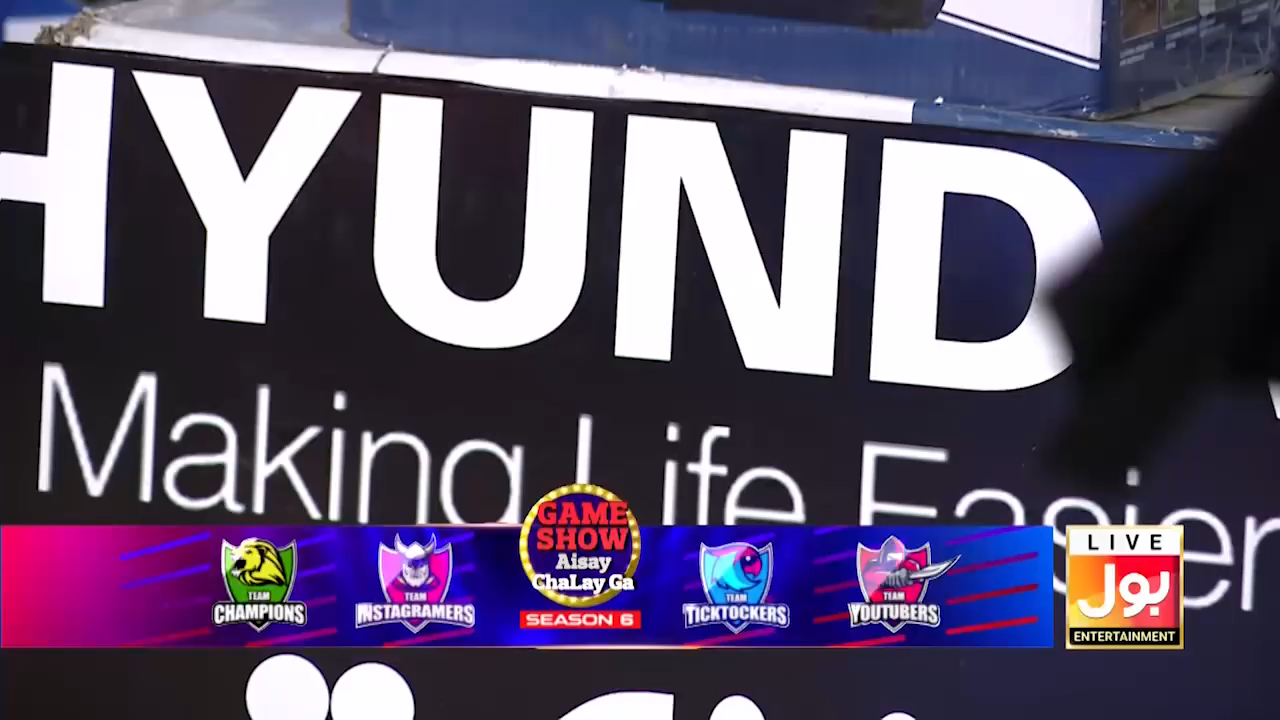 HYUND
Making Life Easier
GAME
SHOW
Aisay
ChaLay Ga
SEASON 6
TEAM
CHAMPIONS
TEAM
INSTAGRAMERS
TEAM
TICKTOCKERS
TEAM
YOUTUBERS
LIVE
بول
ENTERTAINMENT